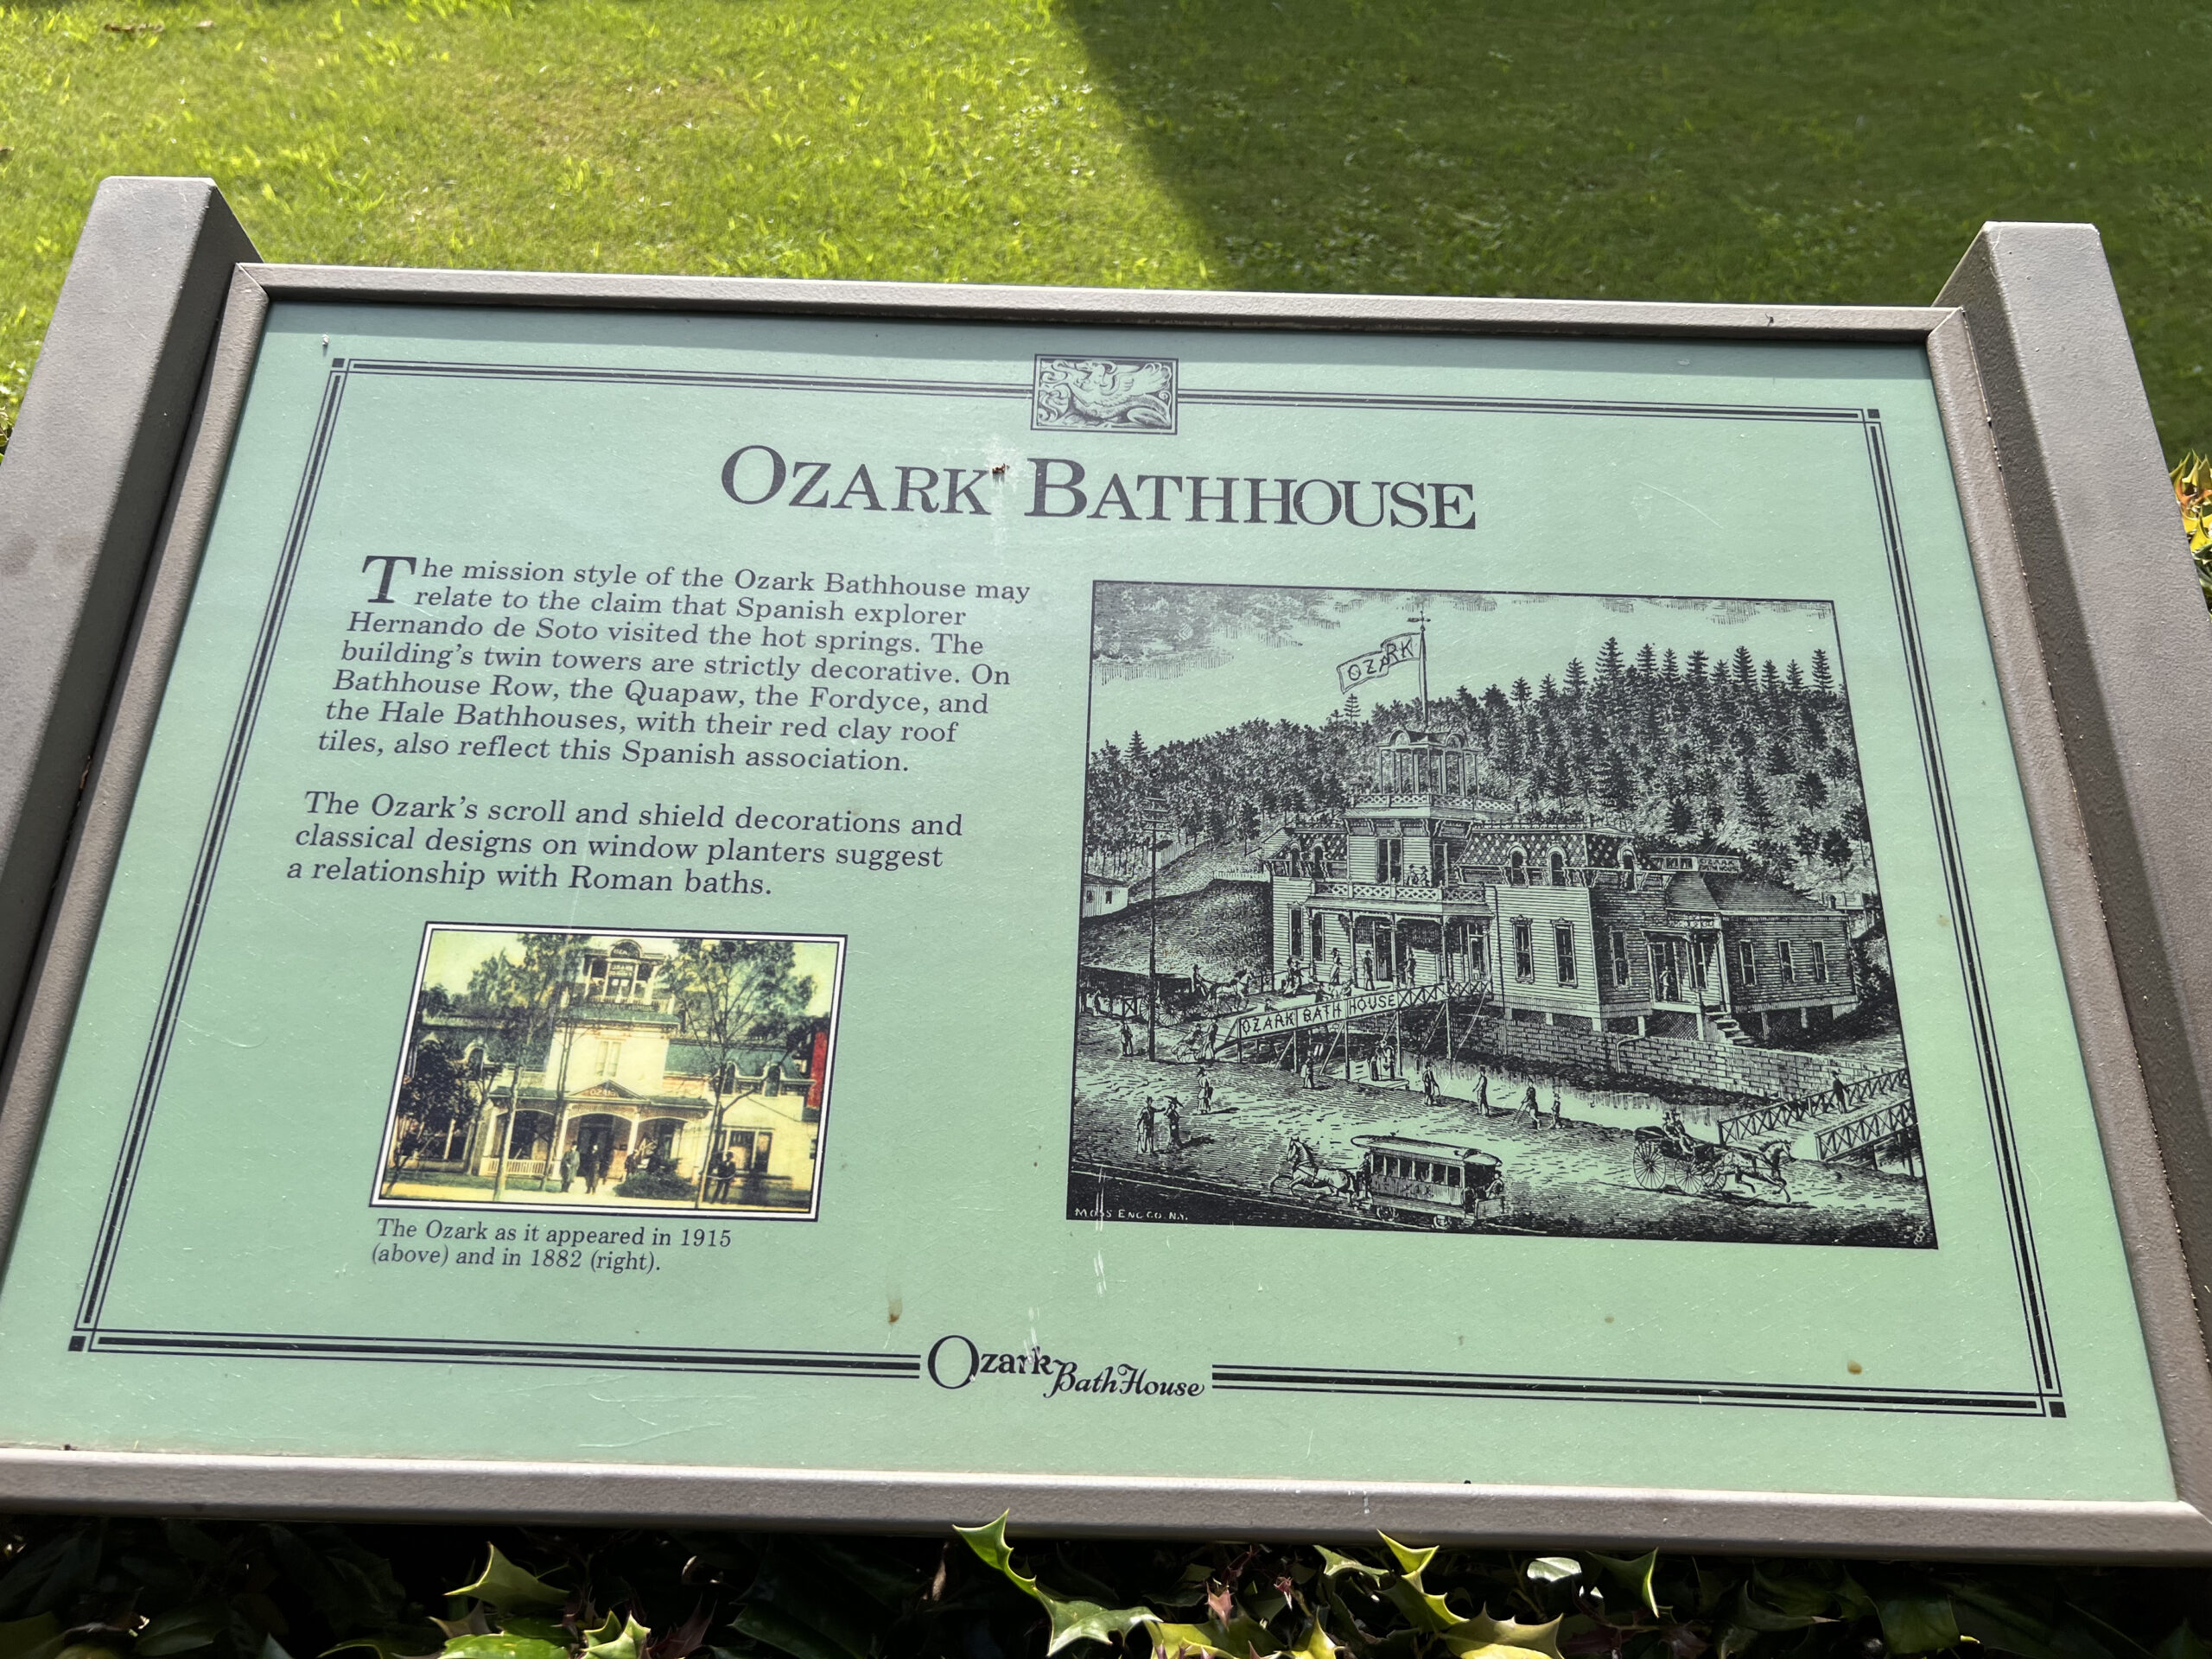 OZARK BATHHOUSE
The mission style of the Ozark Bathhouse may
relate to the claim that Spanish explorer
Hernando de Soto visited the hot springs. The
building's twin towers are strictly decorative. On
Bathhouse Row, the Quapaw, the Fordyce, and
the Hale Bathhouses, with their red clay roof
tiles, also reflect this Spanish association.
The Ozark's scroll and shield decorations and
classical designs on window planters suggest
a relationship with Roman baths.
OZARK
The Ozark as it appeared in 1915
(above) and in 1882 (right).
OZARK
OZARK BATH HOUSE
MOSS ENG CO. N.Y.
Ozark Bath House